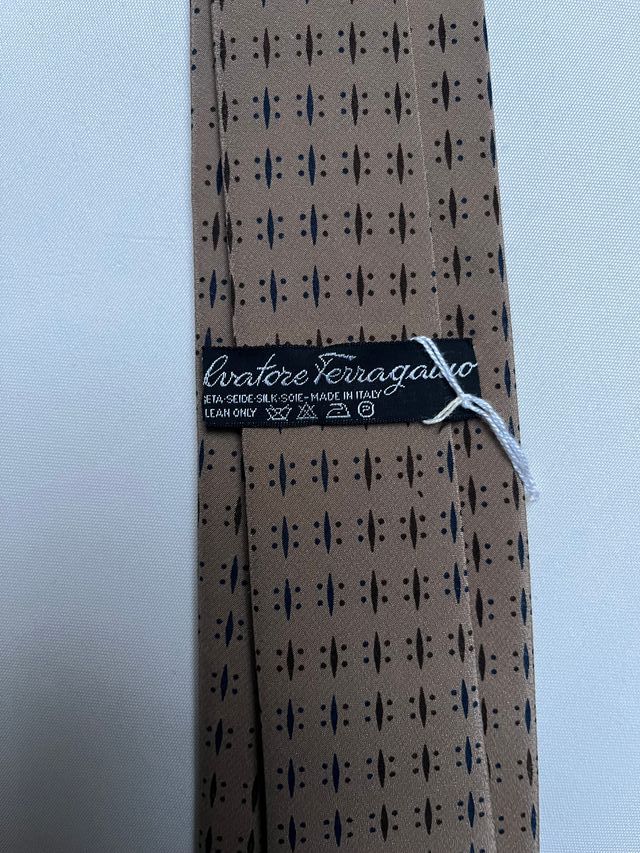 lvatore Ferragamo
SETA-SEIDE-SILK-SOIE-MADE IN ITALY
LEAN ONLY P